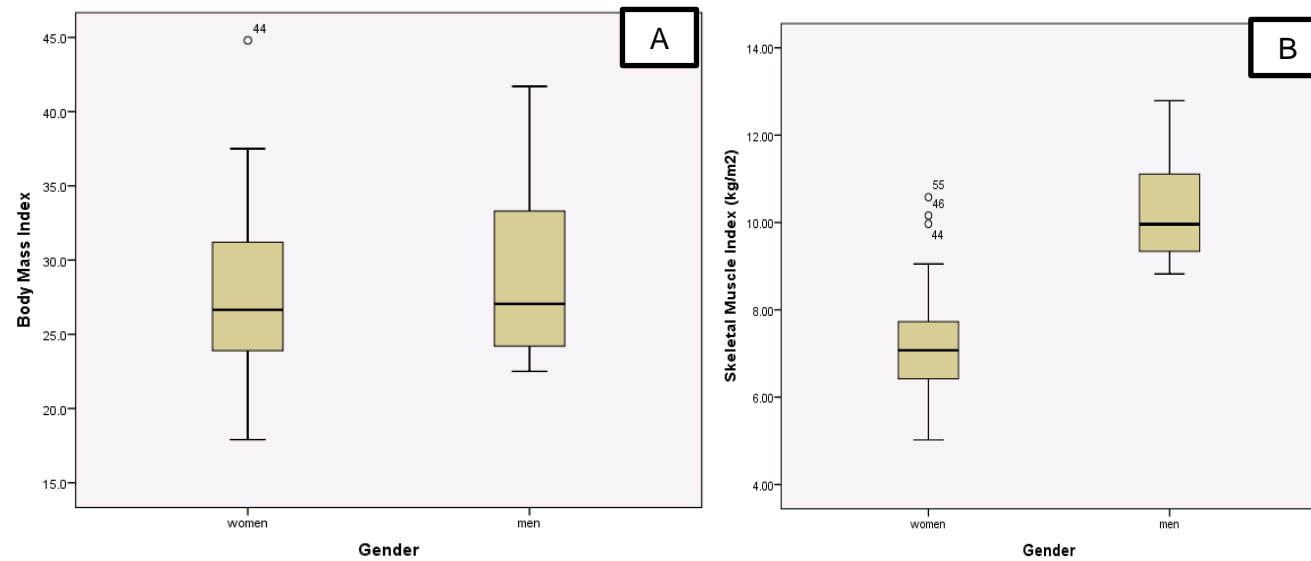 A
45.0
40.0
35.0
30.0
25.0
20.0
15.0
44
Body Mass Index
women
men
Gender
B
14.00
12.00
10.00
8.00
6.00
4.00
55
46
44
Skeletal Muscle Index (kg/m2)
women
men
Gender